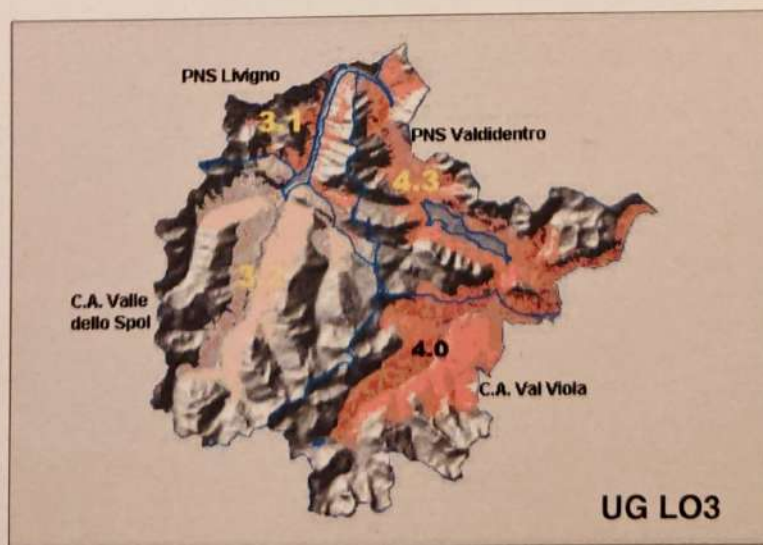 PNS Livigno
3.1
PNS Valdidentro
4.3
C.A. Valle
dello Spol
4.0
C.A. Val Viola
UG LO3